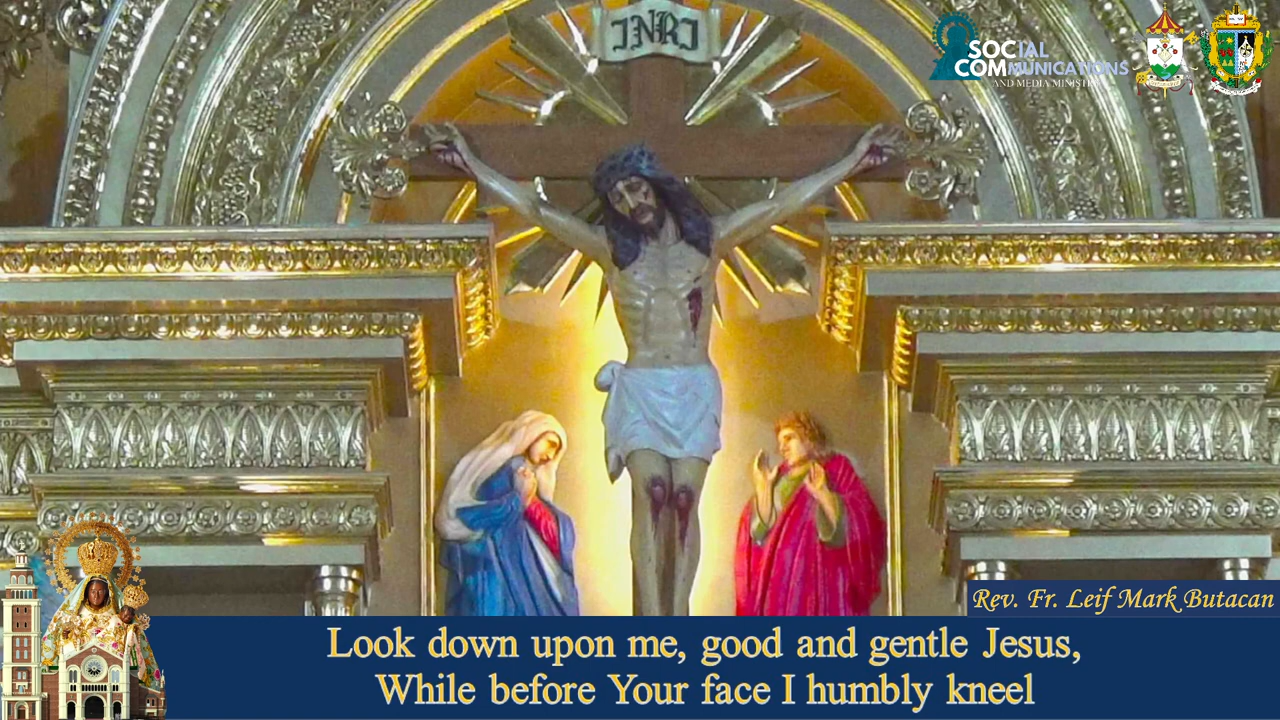 INRI
SOCIAL
COMMUNICATIONS
AND MEDIA MINISTRY
Rev. Fr. Leif Mark Butacan
Look down upon me, good and gentle Jesus,
While before Your face I humbly kneel